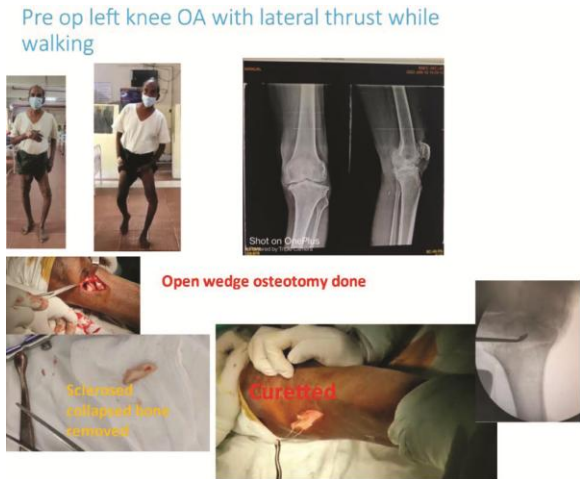 Pre op left knee OA with lateral thrust while
walking
Shot on OnePlus
Open wedge osteotomy done
Sclerosed
collapsed bone
removed
Curetted